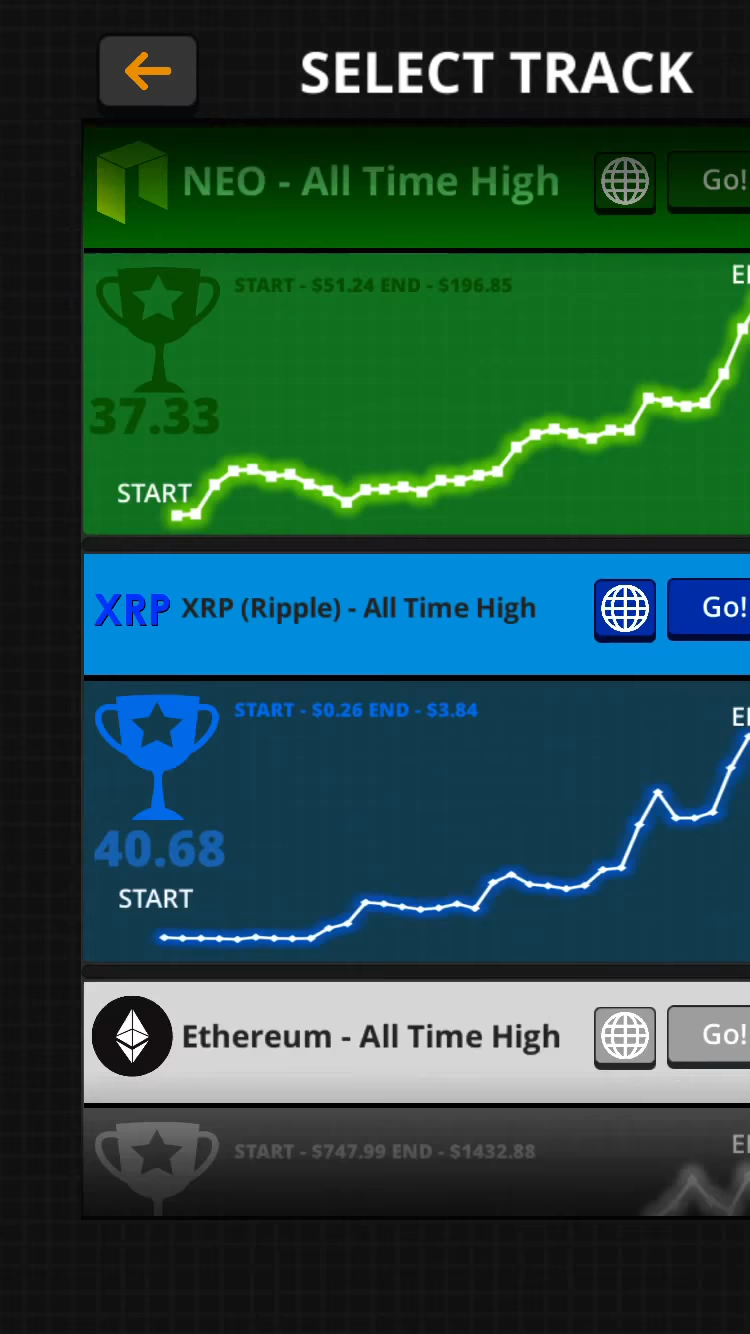 SELECT TRACK
NEO - All Time High
Go!
START - $51.24 END - $196.85
37.33
START
XRP XRP (Ripple) - All Time High
Go!
START - $0.26 END - $3.84
40.68
START
Ethereum - All Time High
Go!
START - $747.99 END - $1432.88